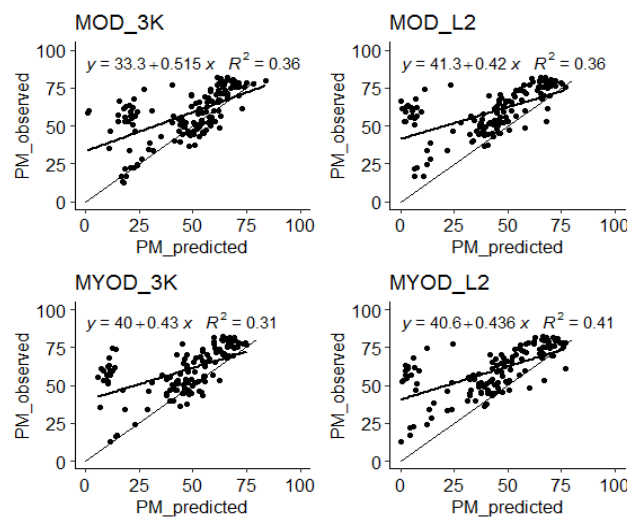 MOD_3K
MOD_L2
100
75
50
25
0
PM_observed
y = 33.3+0.515 x R² = 0.36
0 25 50 75 100
PM_predicted
100
75
50
25
0
PM_observed
y = 41.3+0.42 x R² = 0.36
0 25 50 75 100
PM_predicted
MYOD_3K
MYOD_L2
100
75
50
25
0
PM_observed
y = 40+0.43 x R² = 0.31
0 25 50 75 100
PM_predicted
100
75
50
25
0
PM_observed
y = 40.6+0.436 x R² = 0.41
0 25 50 75 100
PM_predicted